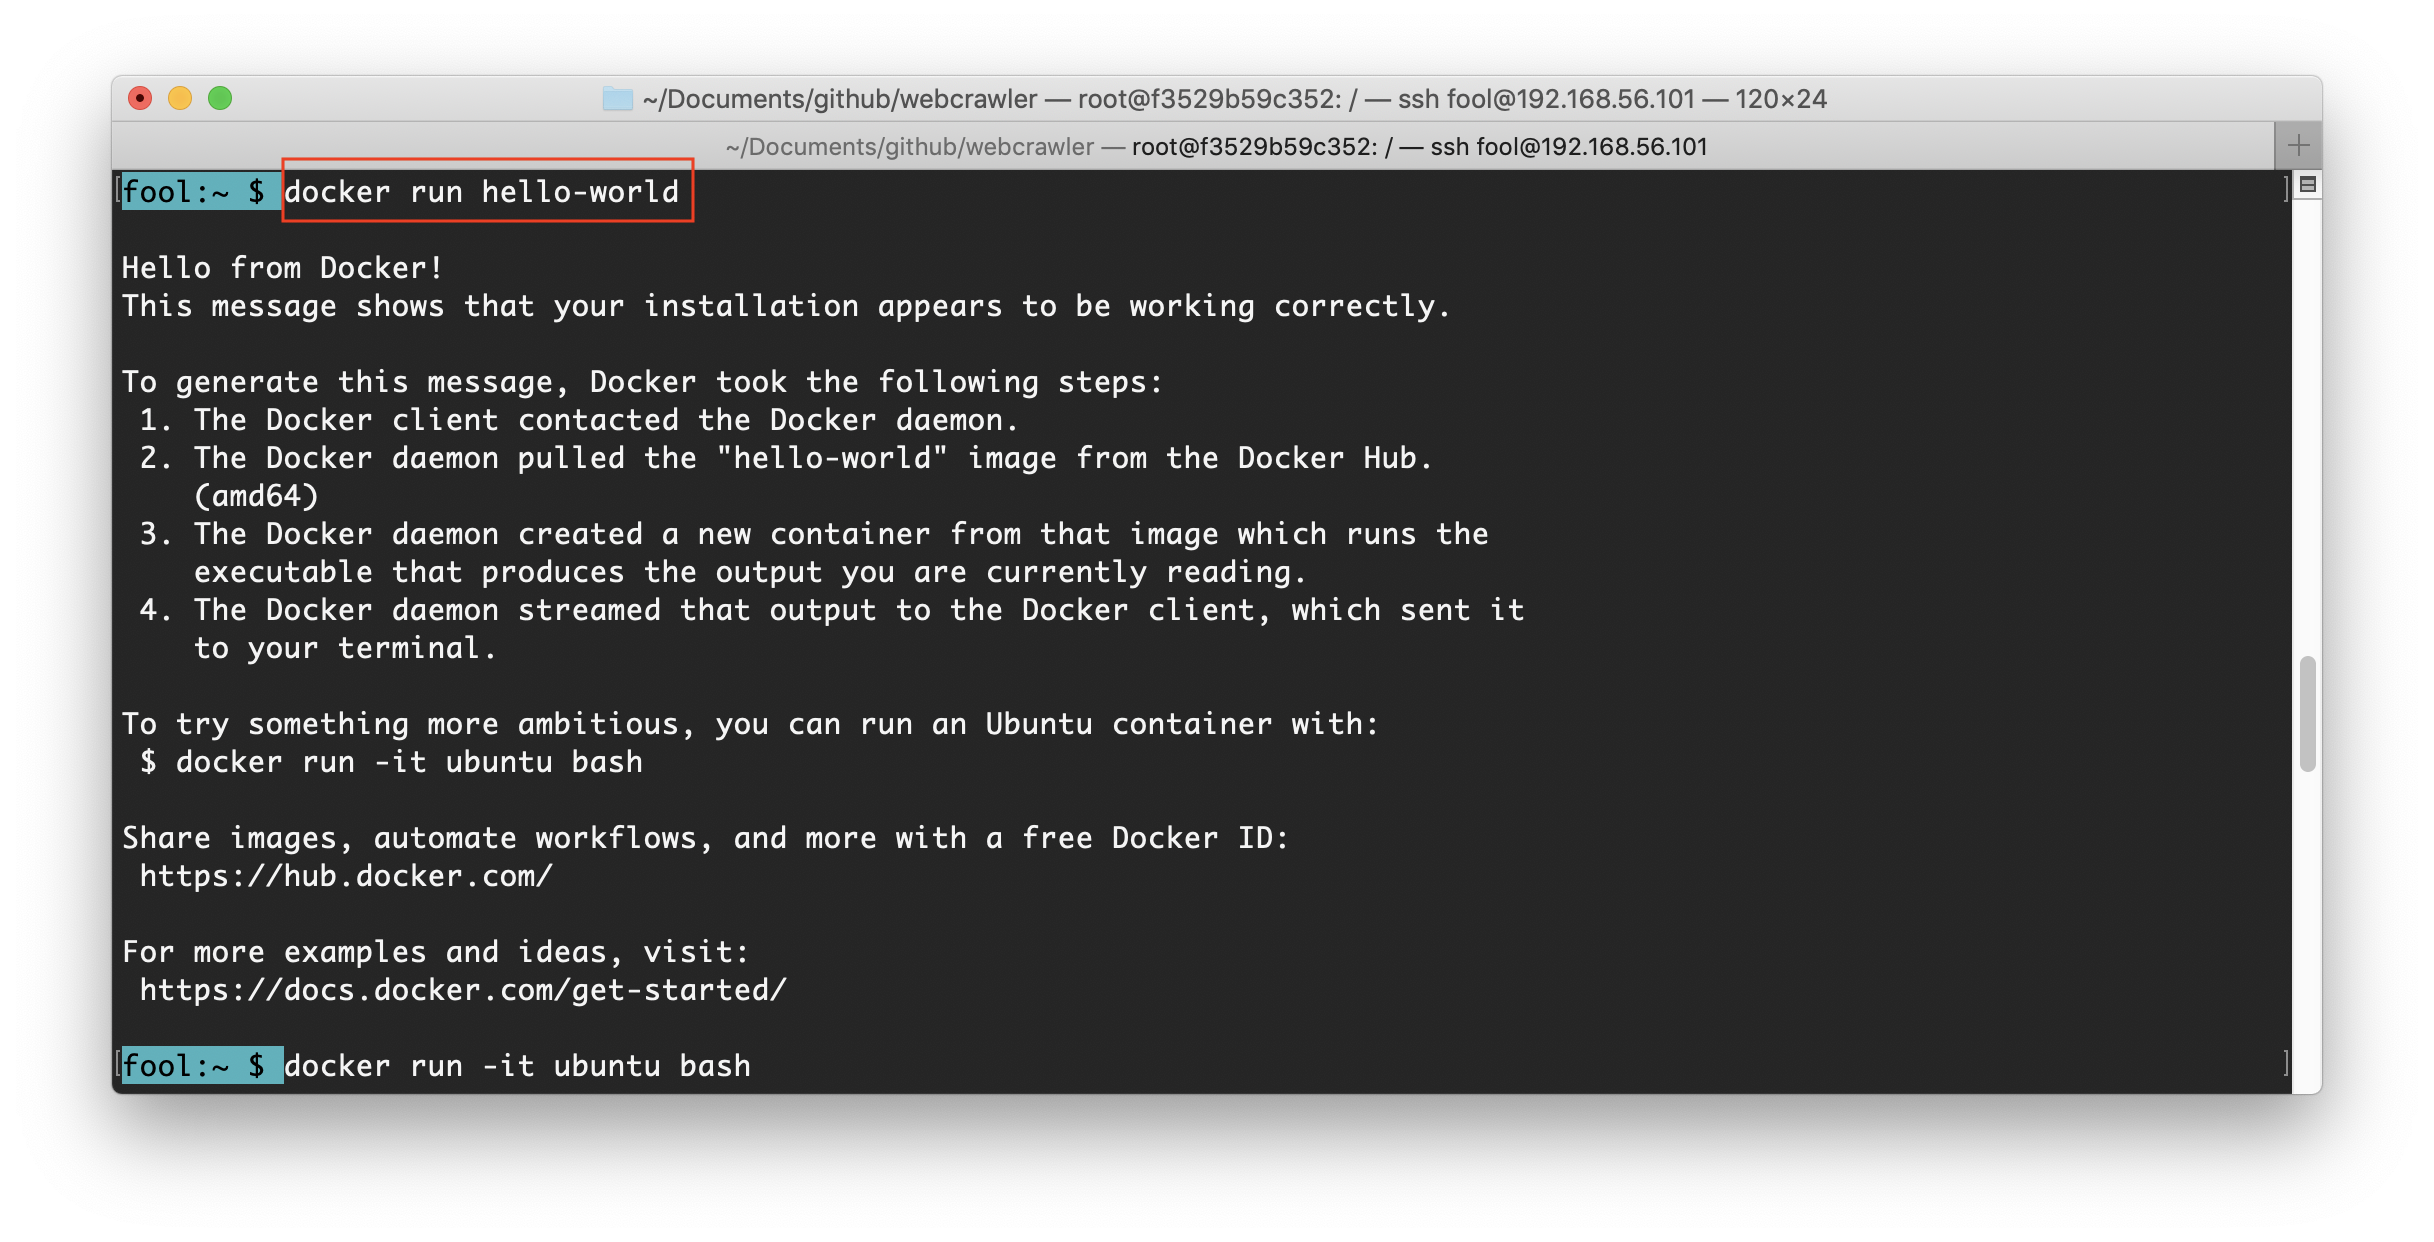 ~/Documents/github/webcrawler — root@f3529b59c352: / — ssh fool@192.168.56.101 — 120×24
~/Documents/github/webcrawler — root@f3529b59c352: / — ssh fool@192.168.56.101
[fool:~ $ docker run hello-world ]
Hello from Docker!
This message shows that your installation appears to be working correctly.
To generate this message, Docker took the following steps:
1. The Docker client contacted the Docker daemon.
2. The Docker daemon pulled the "hello-world" image from the Docker Hub.
(amd64)
3. The Docker daemon created a new container from that image which runs the
executable that produces the output you are currently reading.
4. The Docker daemon streamed that output to the Docker client, which sent it
to your terminal.
To try something more ambitious, you can run an Ubuntu container with:
$ docker run -it ubuntu bash
Share images, automate workflows, and more with a free Docker ID:
https://hub.docker.com/
For more examples and ideas, visit:
https://docs.docker.com/get-started/
[fool:~ $ docker run -it ubuntu bash ]